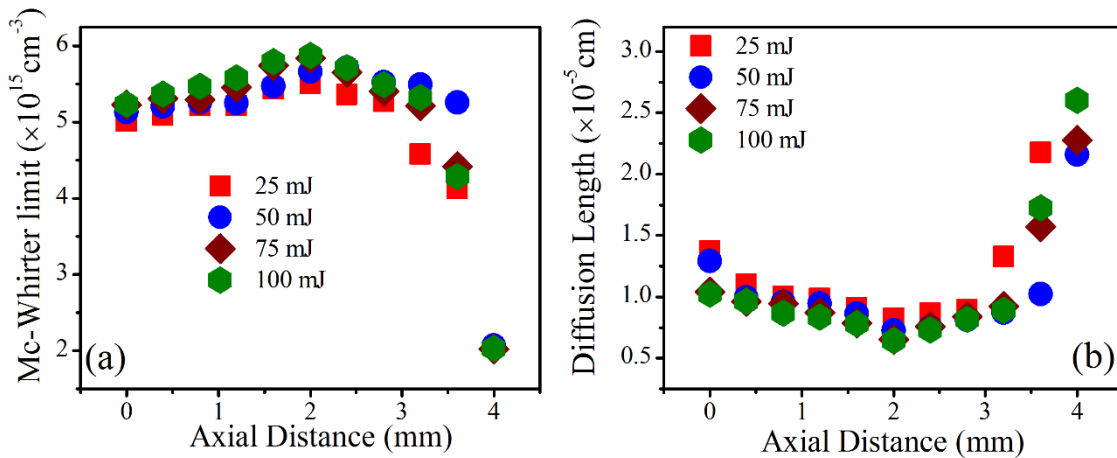 Mc-Whirter limit (×10¹⁵ cm⁻³)
6
5
4
3
2
25 mJ
50 mJ
75 mJ
100 mJ
(a)
0 1 2 3 4
Axial Distance (mm)
Diffusion Length (×10⁻⁵ cm)
3.0
2.5
2.0
1.5
1.0
0.5
25 mJ
50 mJ
75 mJ
100 mJ
(b)
0 1 2 3 4
Axial Distance (mm)